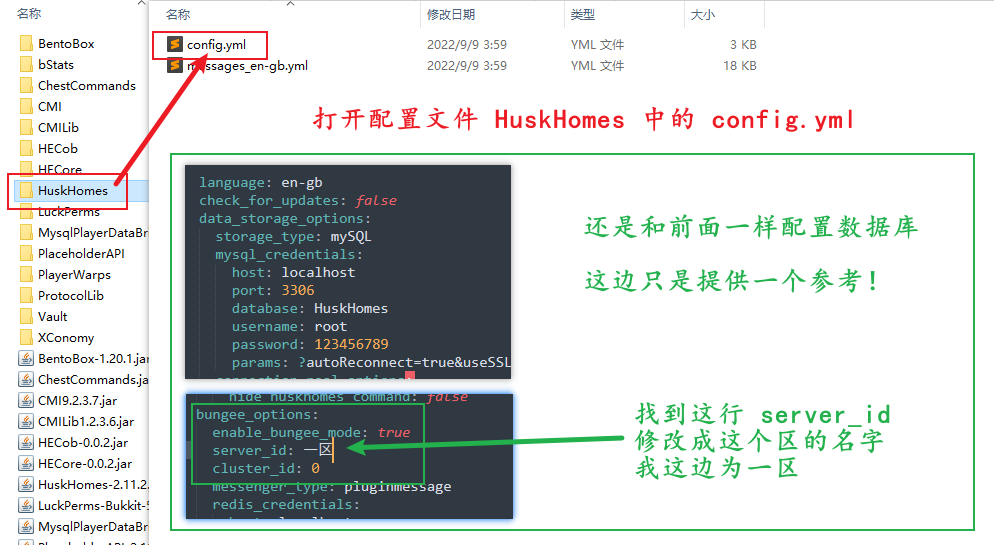 名称
BentoBox
bStats
ChestCommands
CMI
CMILib
HECob
HECore
HuskHomes
LuckPerms
MysqlPlayerDataBr
PlaceholderAPI
PlayerWarps
ProtocolLib
Vault
XConomy
BentoBox-1.20.1.jar
ChestCommands.ja
CMI9.2.3.7.jar
CMILib1.2.3.6.jar
HECob-0.0.2.jar
HECore-0.0.2.jar
HuskHomes-2.11.2.
LuckPerms-Bukkit-5
MysqlPlayerDataBr
名称 修改日期 类型 大小
config.yml 2022/9/9 3:59 YML 文件 3 KB
messages_en-gb.yml 2022/9/9 3:59 YML 文件 18 KB
打开配置文件 HuskHomes 中的 config.yml
language: en-gb
check_for_updates: false
data_storage_options:
storage_type: mySQL
mysql_credentials:
host: localhost
port: 3306
database: HuskHomes
username: root
password: 123456789
params: ?autoReconnect=true&useSSL
还是和前面一样配置数据库
这边只是提供一个参考!
hide_huskhomes_command: false
bungee_options:
enable_bungee_mode: true
server_id: 一区
cluster_id: 0
messenger_type: pluginmessage
redis_credentials:
找到这行 server_id
修改成这个区的名字
我这边为一区